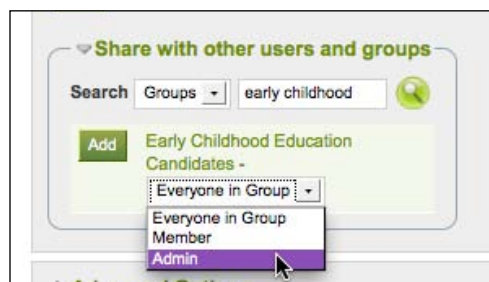 Share with other users and groups
Search Groups early childhood
Add Early Childhood Education
Candidates -
Everyone in Group
Everyone in Group
Member
Admin